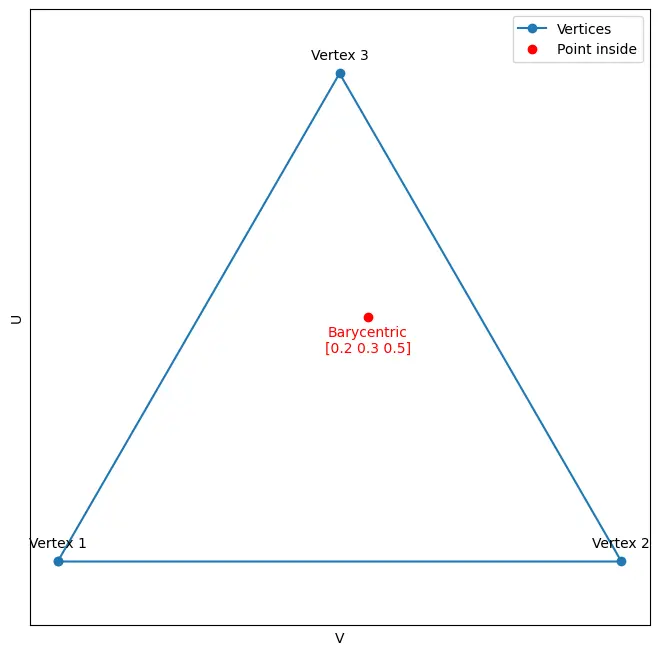 Vertices
Point inside
Vertex 3
U
Barycentric
[0.2 0.3 0.5]
Vertex 1
Vertex 2
V